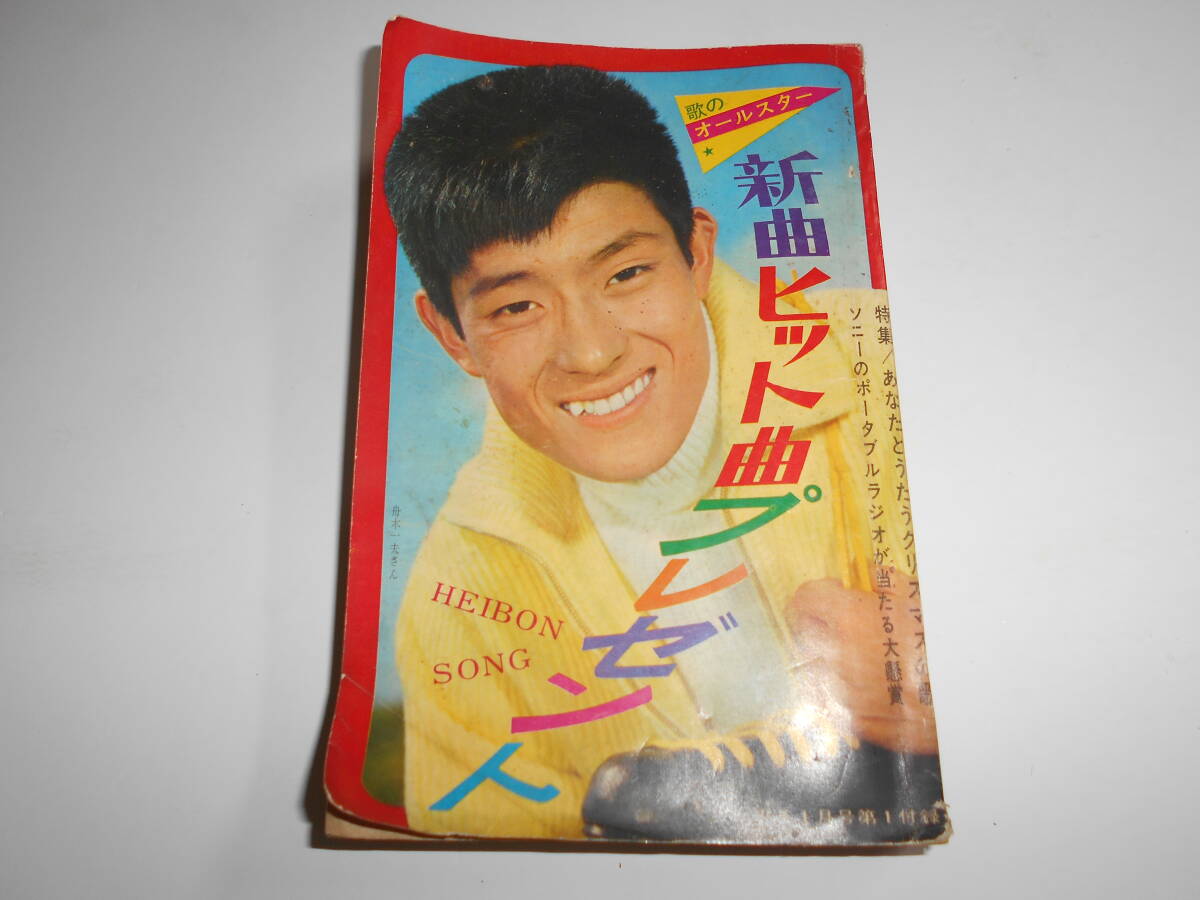 歌の
オールスター
新曲ヒット曲プレゼント
特集/あなたとうたうクリスマスの歌
ソニーのポータブルラジオが当たる大懸賞
舟木一夫さん
HEIBON
SONG
月号第1付録